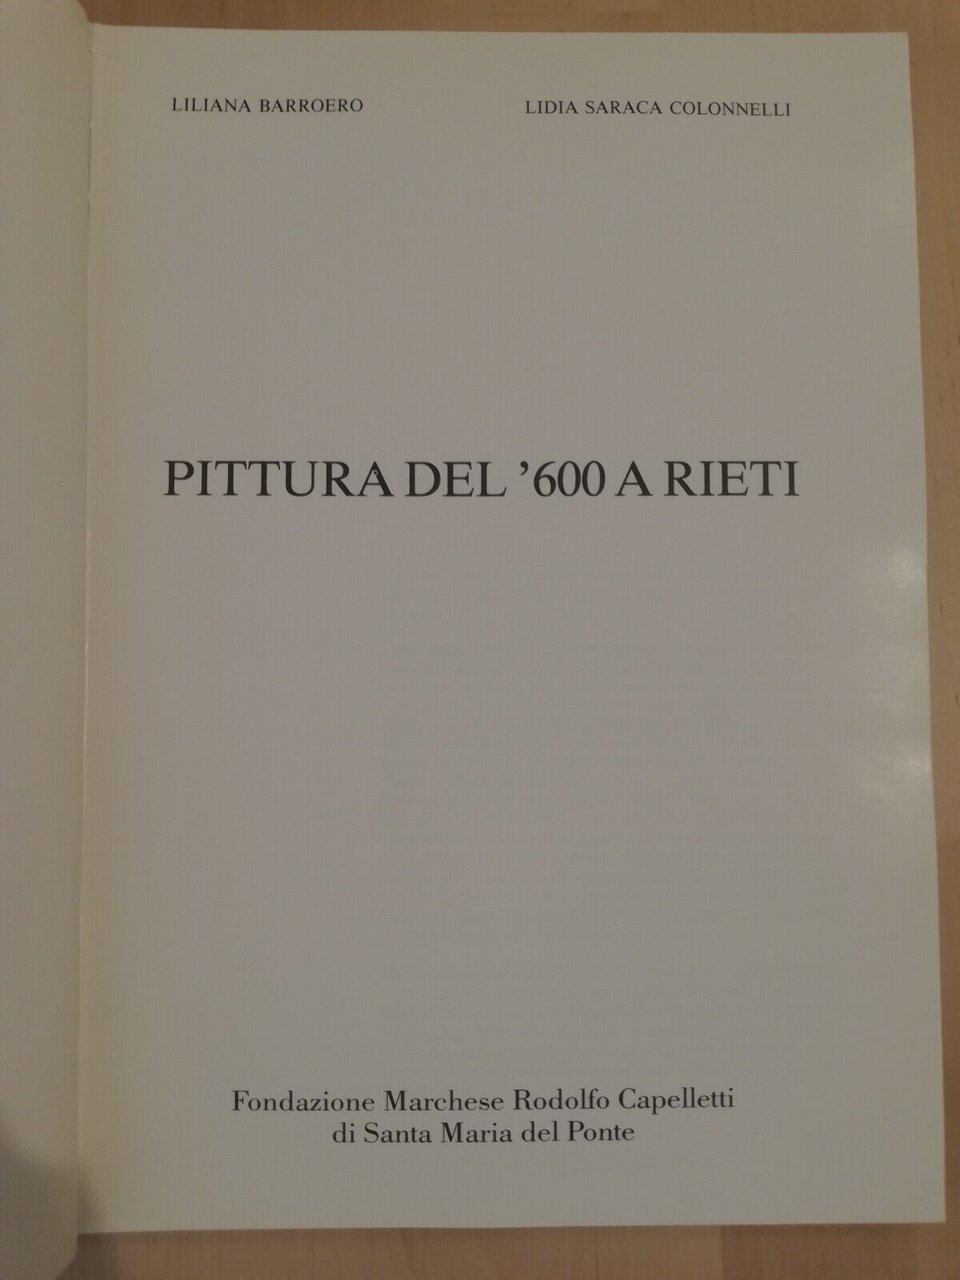 LILIANA BARROERO
LIDIA SARACA COLONNELLI
PITTURA DEL ’600 A RIETI
Fondazione Marchese Rodolfo Capelletti
di Santa Maria del Ponte